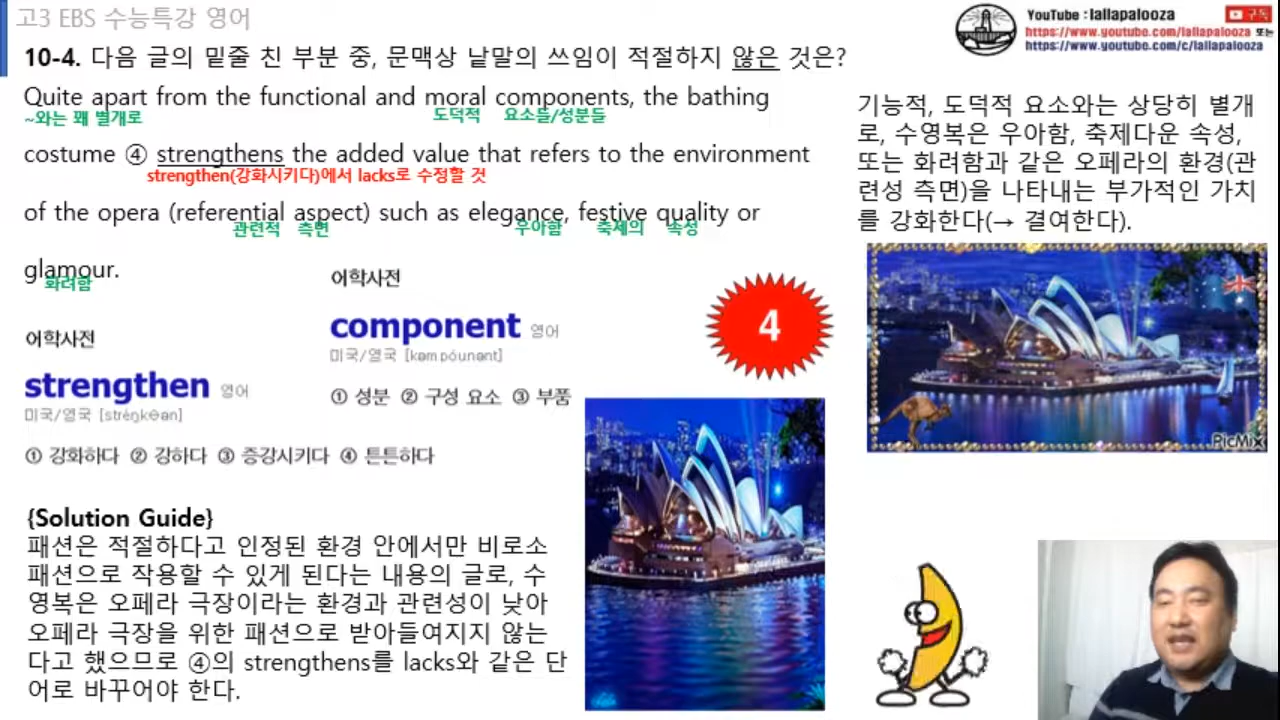 고3 EBS 수능특강 영어
YouTube : lallapalooza
구독
https://www.youtube.com/lallapalooza 또는
https://www.youtube.com/c/lallapalooza
10-4. 다음 글의 밑줄 친 부분 중, 문맥상 낱말의 쓰임이 적절하지 않은 것은?
Quite apart from the functional and moral components, the bathing
~와는 꽤 별개로 도덕적 요소들/성분들
costume ④ strengthens the added value that refers to the environment
strengthen(강화시키다)에서 lacks로 수정할 것
of the opera (referential aspect) such as elegance, festive quality or
관련적 측면 우아함 축제의 속성
glamour.
화려함
기능적, 도덕적 요소와는 상당히 별개
로, 수영복은 우아함, 축제다운 속성,
또는 화려함과 같은 오페라의 환경(관
련성 측면)을 나타내는 부가적인 가치
를 강화한다(→ 결여한다).
어학사전
component 영어
미국/영국 [kəmpóunənt]
① 성분 ② 구성 요소 ③ 부품
4
어학사전
strengthen 영어
미국/영국 [stréŋkθən]
① 강화하다 ② 강하다 ③ 증강시키다 ④ 튼튼하다
PicMix
{Solution Guide}
패션은 적절하다고 인정된 환경 안에서만 비로소
패션으로 작용할 수 있게 된다는 내용의 글로, 수
영복은 오페라 극장이라는 환경과 관련성이 낮아
오페라 극장을 위한 패션으로 받아들여지지 않는
다고 했으므로 ④의 strengthens를 lacks와 같은 단
어로 바꾸어야 한다.